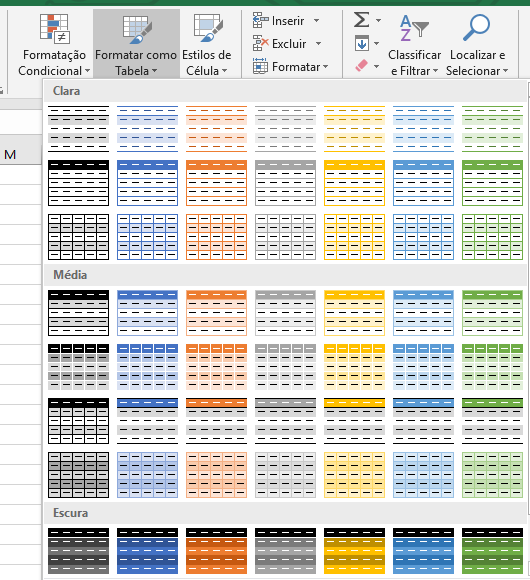 Formatação
Condicional
Formatar como
Tabela
Estilos de
Célula
Inserir
Excluir
Formatar
Classificar
e Filtrar
Localizar e
Selecionar
M
Clara
Média
Escura